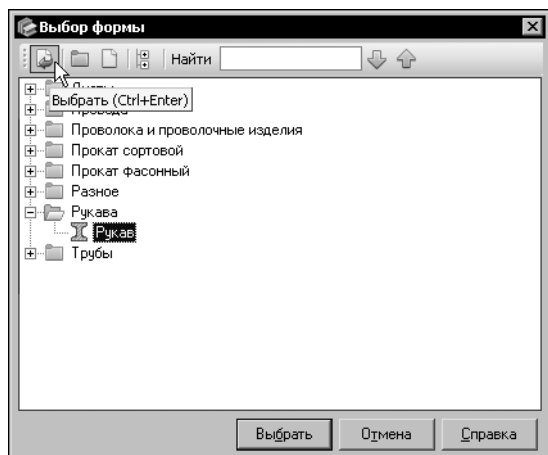 Выбор формы
Найти
Выбрать (Ctrl+Enter)
Проволока и проволочные изделия
Прокат сортовой
Прокат фасонный
Разное
Рукава
Рукав
Трубы
Выбрать
Отмена
Справка